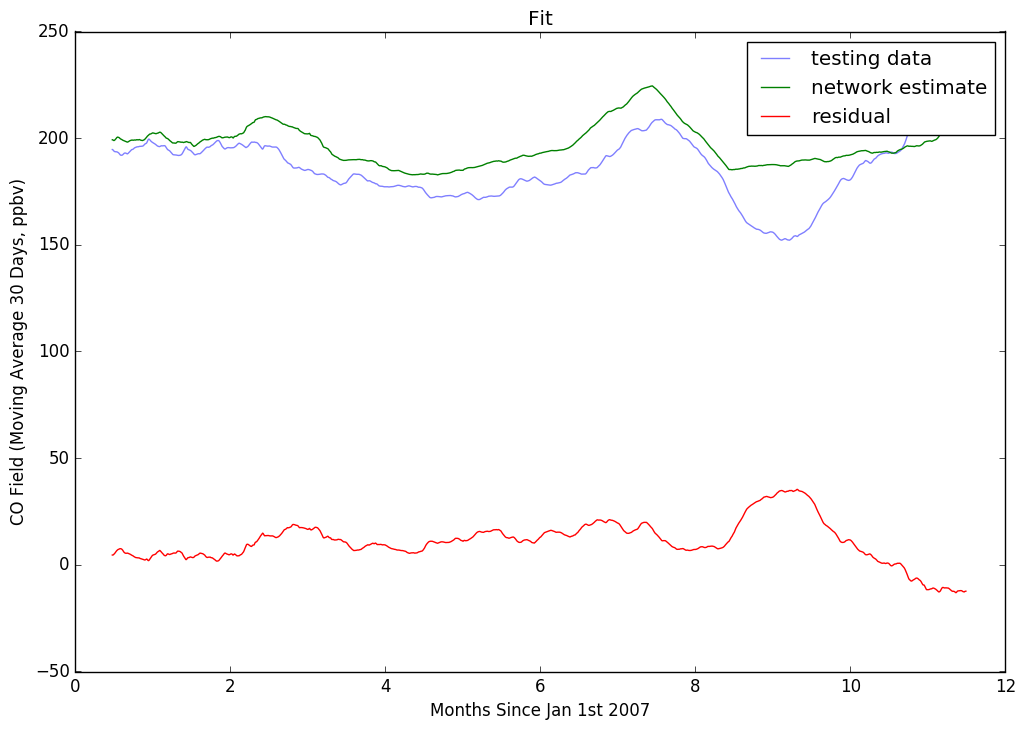 Fit
testing data
network estimate
residual
CO Field (Moving Average 30 Days, ppbv)
250
200
150
100
50
0
−50
0 2 4 6 8 10 12
Months Since Jan 1st 2007